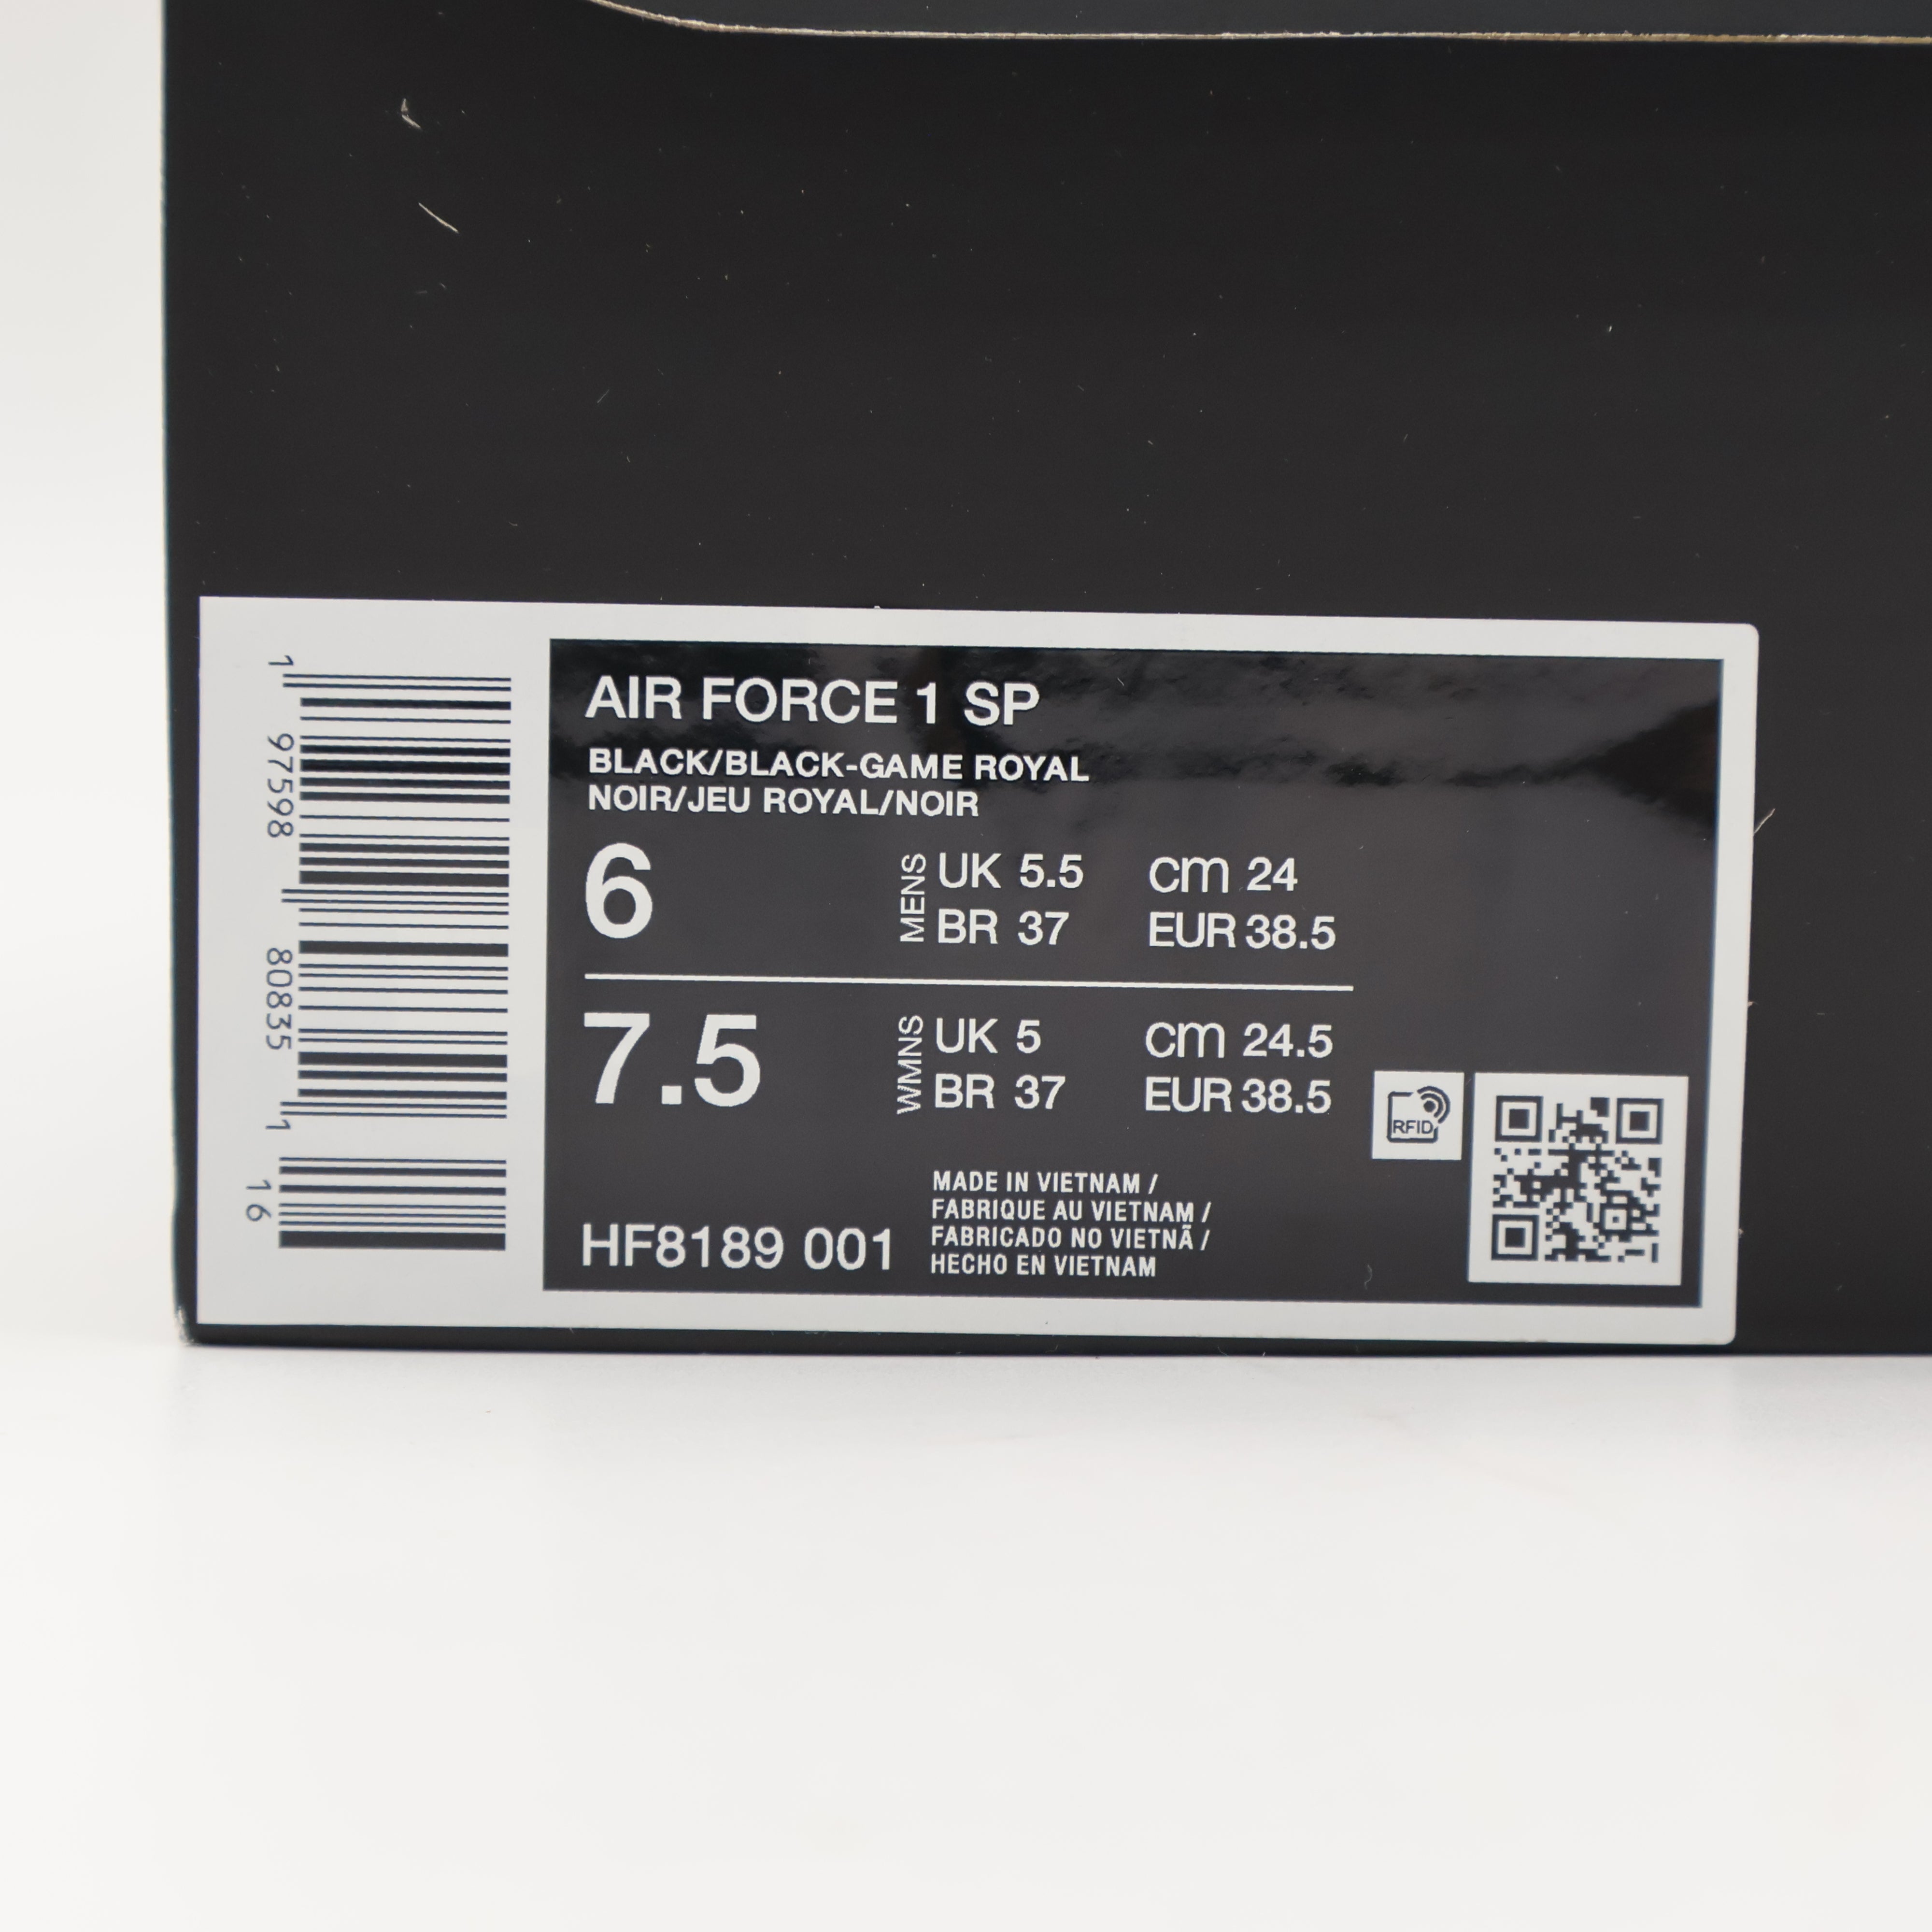 1 97598 80835 1
16
AIR FORCE 1 SP
BLACK/BLACK-GAME ROYAL
NOIR/JEU ROYAL/NOIR
6
MENS
UK 5.5 cm 24
BR 37 EUR 38.5
7.5
WMNS
UK 5 cm 24.5
BR 37 EUR 38.5
RFID
HF8189 001
MADE IN VIETNAM /
FABRIQUE AU VIETNAM /
FABRICADO NO VIETNÃ /
HECHO EN VIETNAM